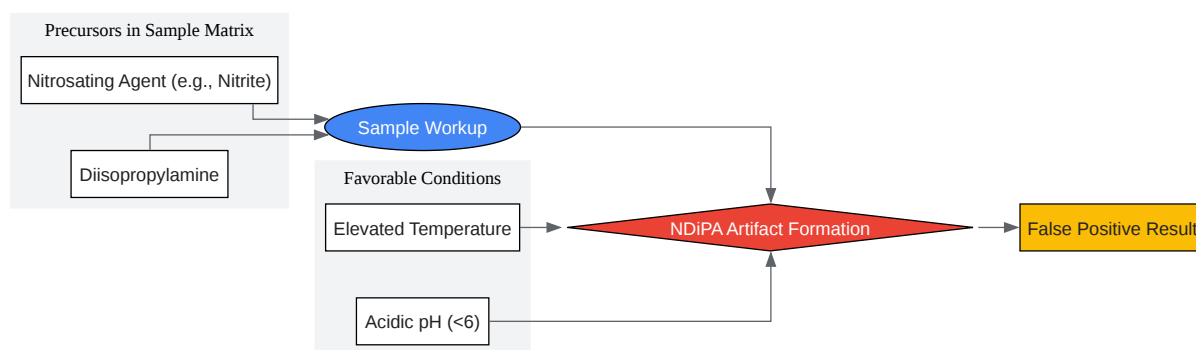 Precursors in Sample Matrix
Nitrosating Agent (e.g., Nitrite)
Diisopropylamine
Sample Workup
Favorable Conditions
Elevated Temperature
Acidic pH (<6)
NDiPA Artifact Formation
False Positive Result